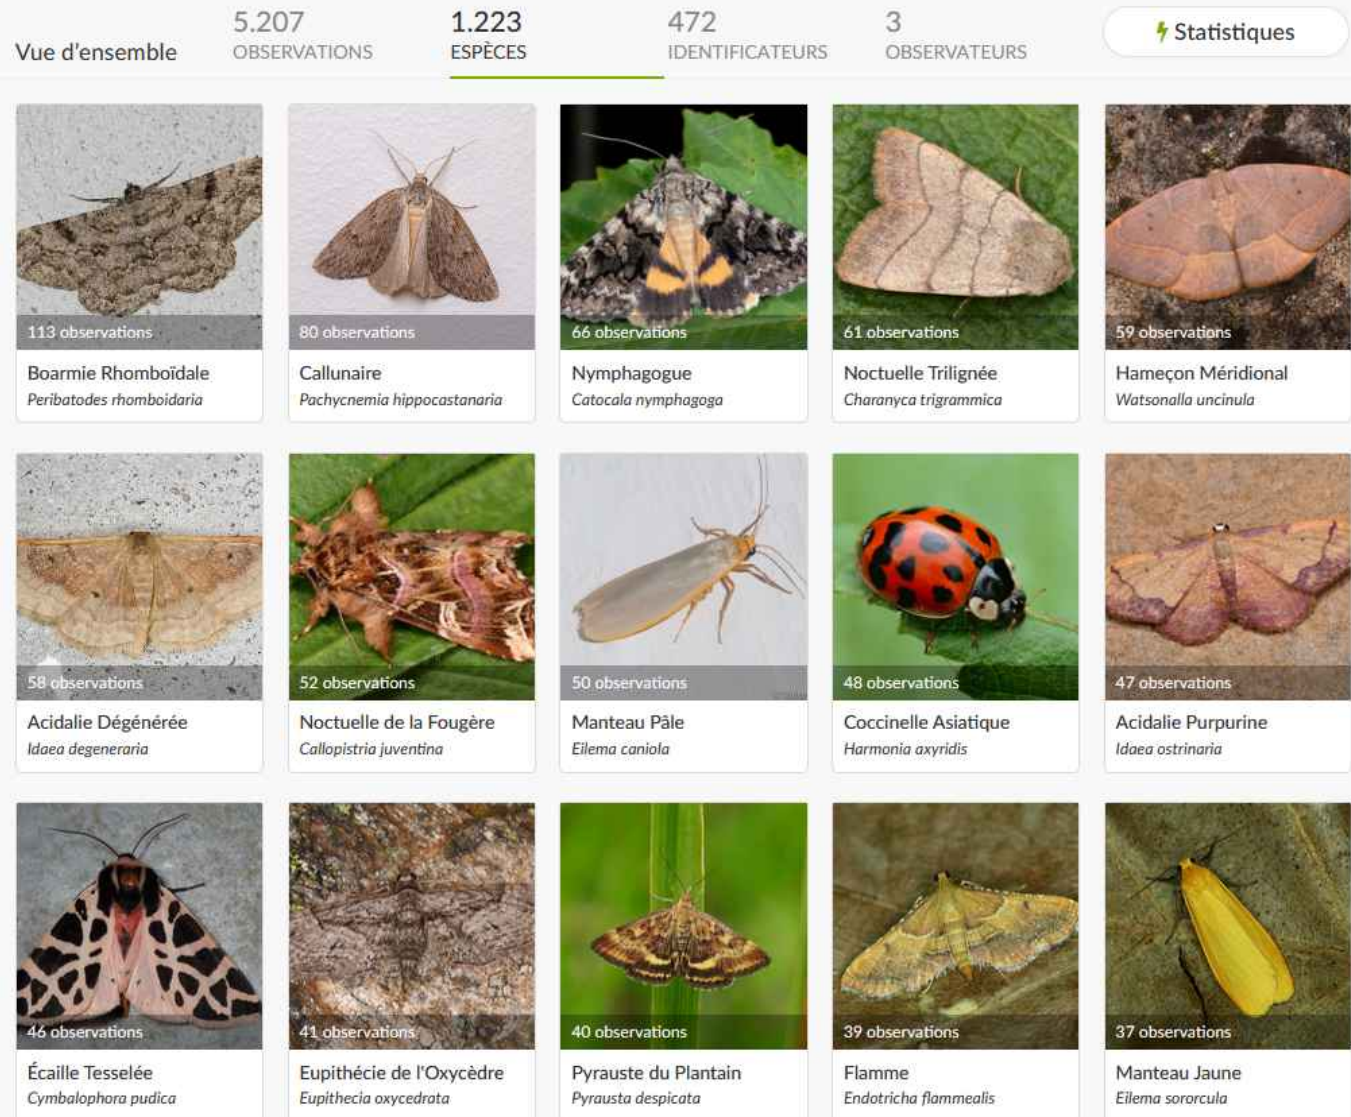 Vue d'ensemble
5.207
OBSERVATIONS
1.223
ESPÈCES
472
IDENTIFICATEURS
3
OBSERVATEURS
Statistiques
113 observations
Boarmie Rhomboïdale
Peribatodes rhomboidaria
80 observations
Callunaire
Pachycnemia hippocastanaria
66 observations
Nymphagogue
Catocala nymphagoga
61 observations
Noctuelle Trilignée
Charanyca trigrammica
59 observations
Hameçon Méridional
Watsonalla uncinula
58 observations
Acidalie Dégénérée
Idaea degeneraria
52 observations
Noctuelle de la Fougère
Callopistria juventina
50 observations
Manteau Pâle
Eilema caniola
48 observations
Coccinelle Asiatique
Harmonia axyridis
47 observations
Acidalie Purpurine
Idaea ostrinaria
46 observations
Écaille Tesselée
Cymbalophora pudica
41 observations
Eupithécie de l'Oxycèdre
Eupithecia oxycedrata
40 observations
Pyrauste du Plantain
Pyrausta despicata
39 observations
Flamme
Endotricha flammealis
37 observations
Manteau Jaune
Eilema sororcula